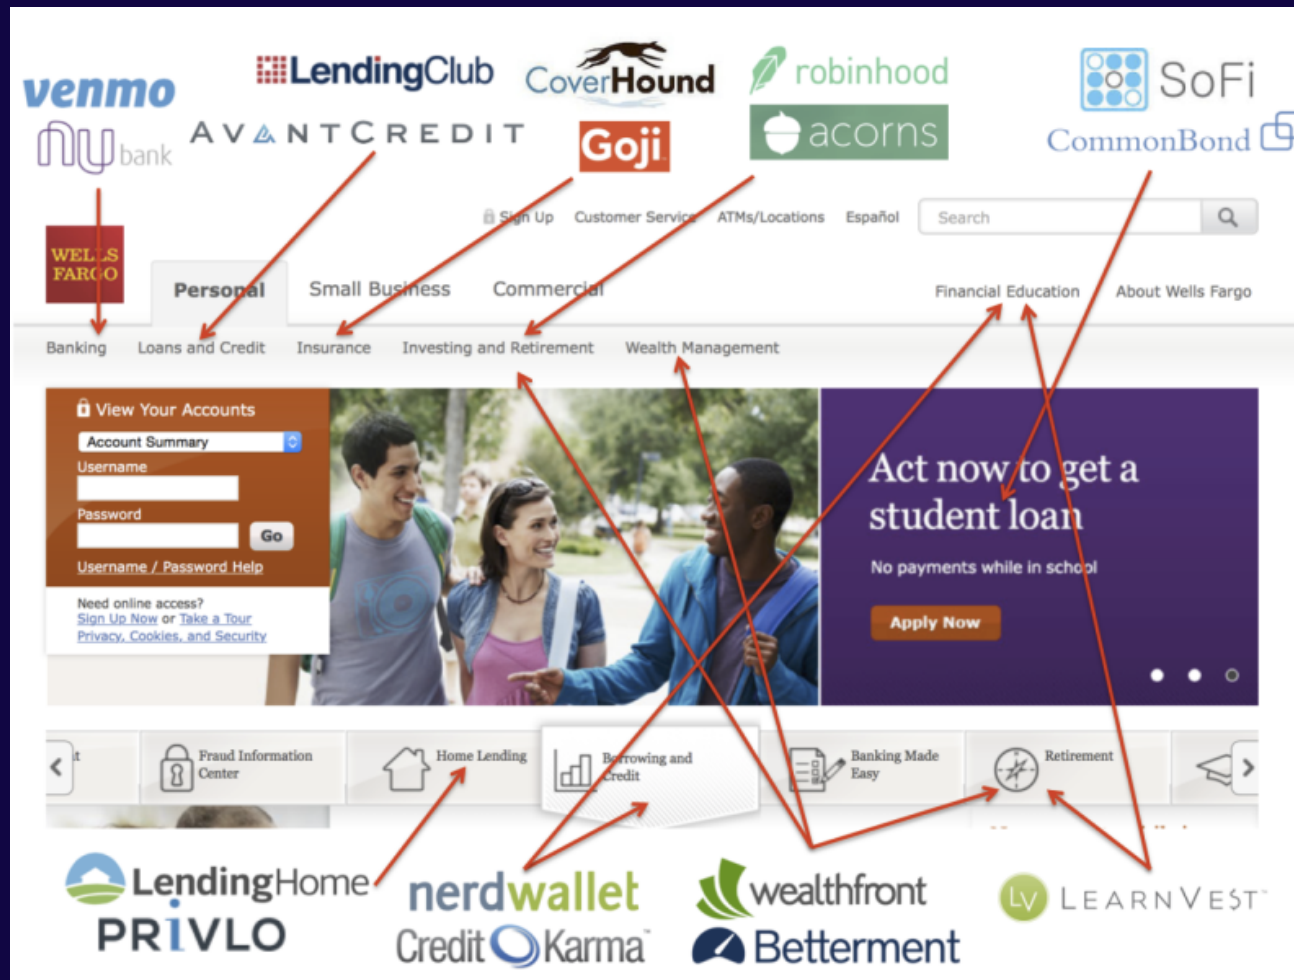 venmo
nu bank
LendingClub
AVANTCREDIT
CoverHound
Goji
robinhood
acorns
SoFi
CommonBond
Sign Up Customer Service ATMs/Locations Español Search
WELLS
FARGO
Personal Small Business Commercial
Financial Education About Wells Fargo
Banking Loans and Credit Insurance Investing and Retirement Wealth Management
View Your Accounts
Account Summary
Username
Password
Go
Username / Password Help
Need online access?
Sign Up Now or Take a Tour
Privacy, Cookies, and Security
Act now to get a
student loan
No payments while in school
Apply Now
Fraud Information
Center
Home Lending
Borrowing and
Credit
Banking Made
Easy
Retirement
LendingHome
PRIVLO
nerdwallet
Credit Karma
wealthfront
Betterment
LV LEARNVE$T